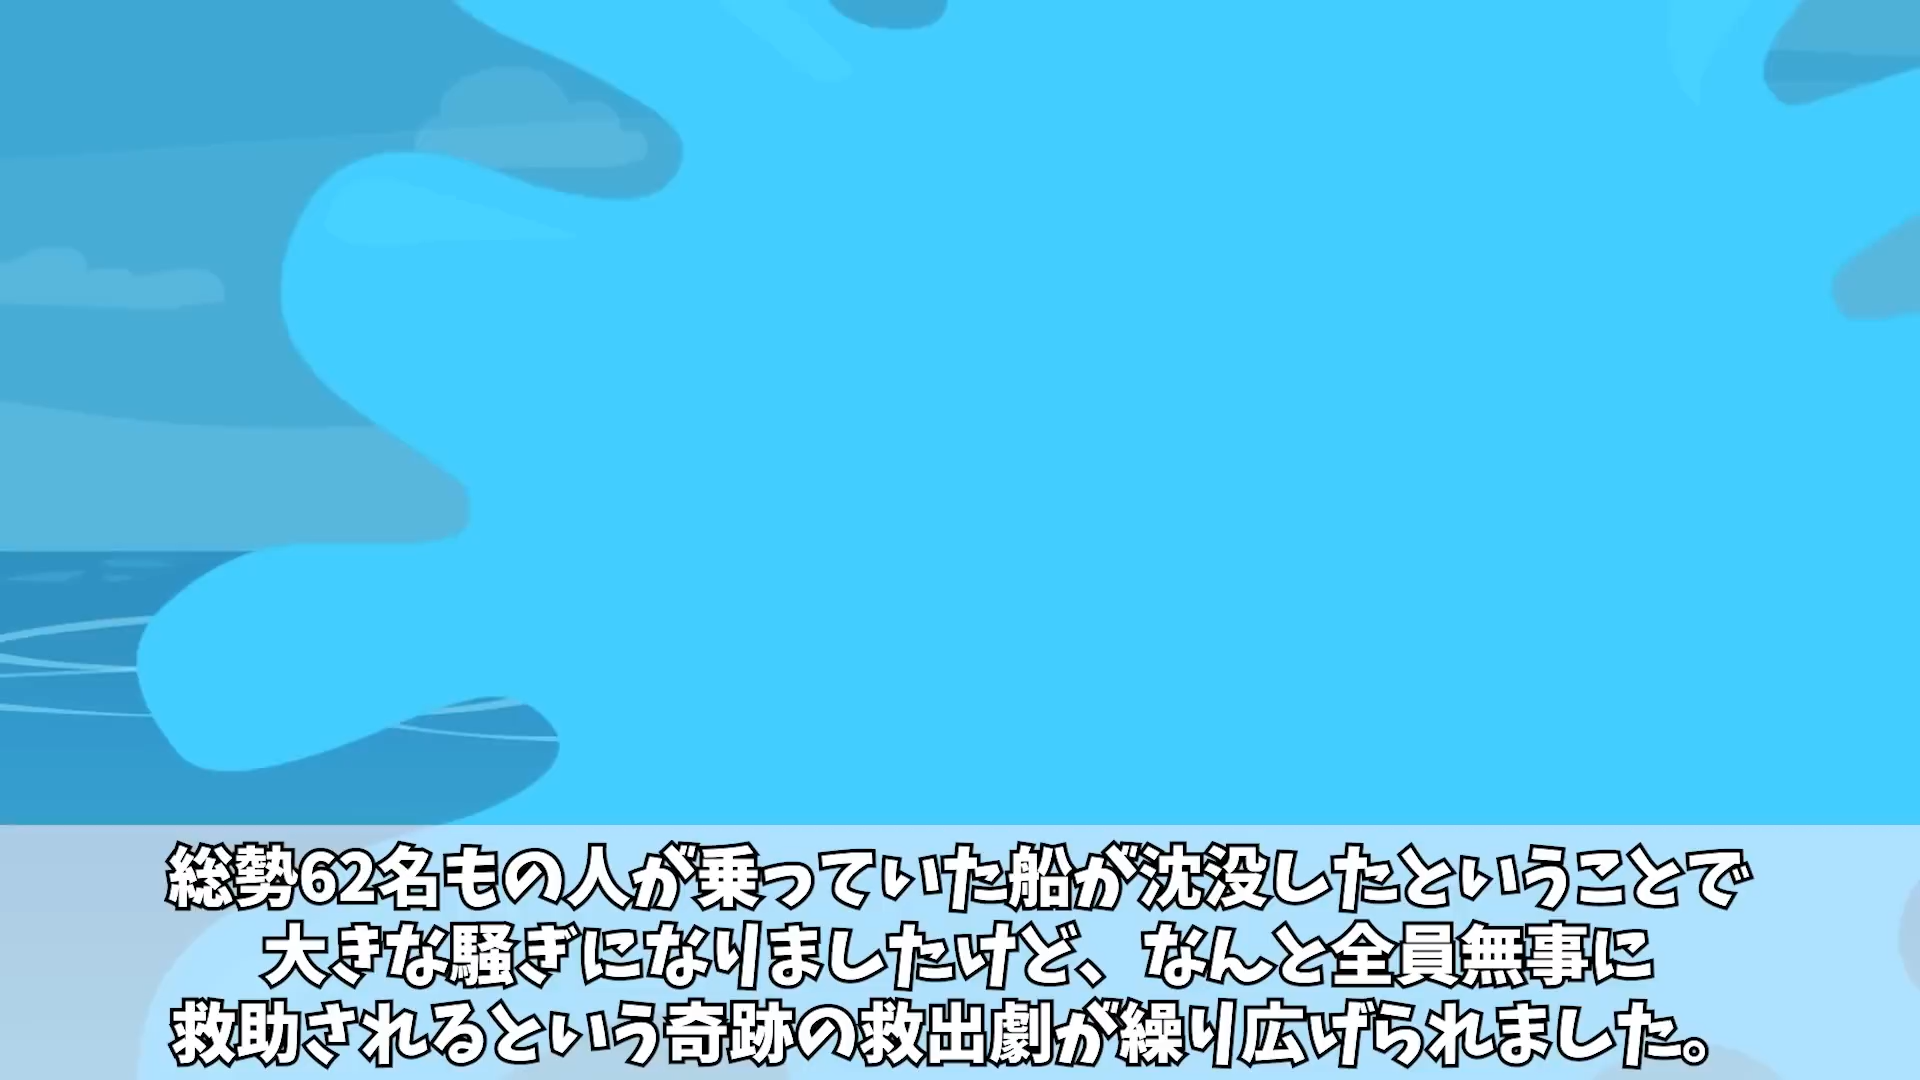 総勢62名もの人が乗っていた船が沈没したということで
大きな騒ぎになりましたけど、なんと全員無事に
救助されるという奇跡の救出劇が繰り広げられました。